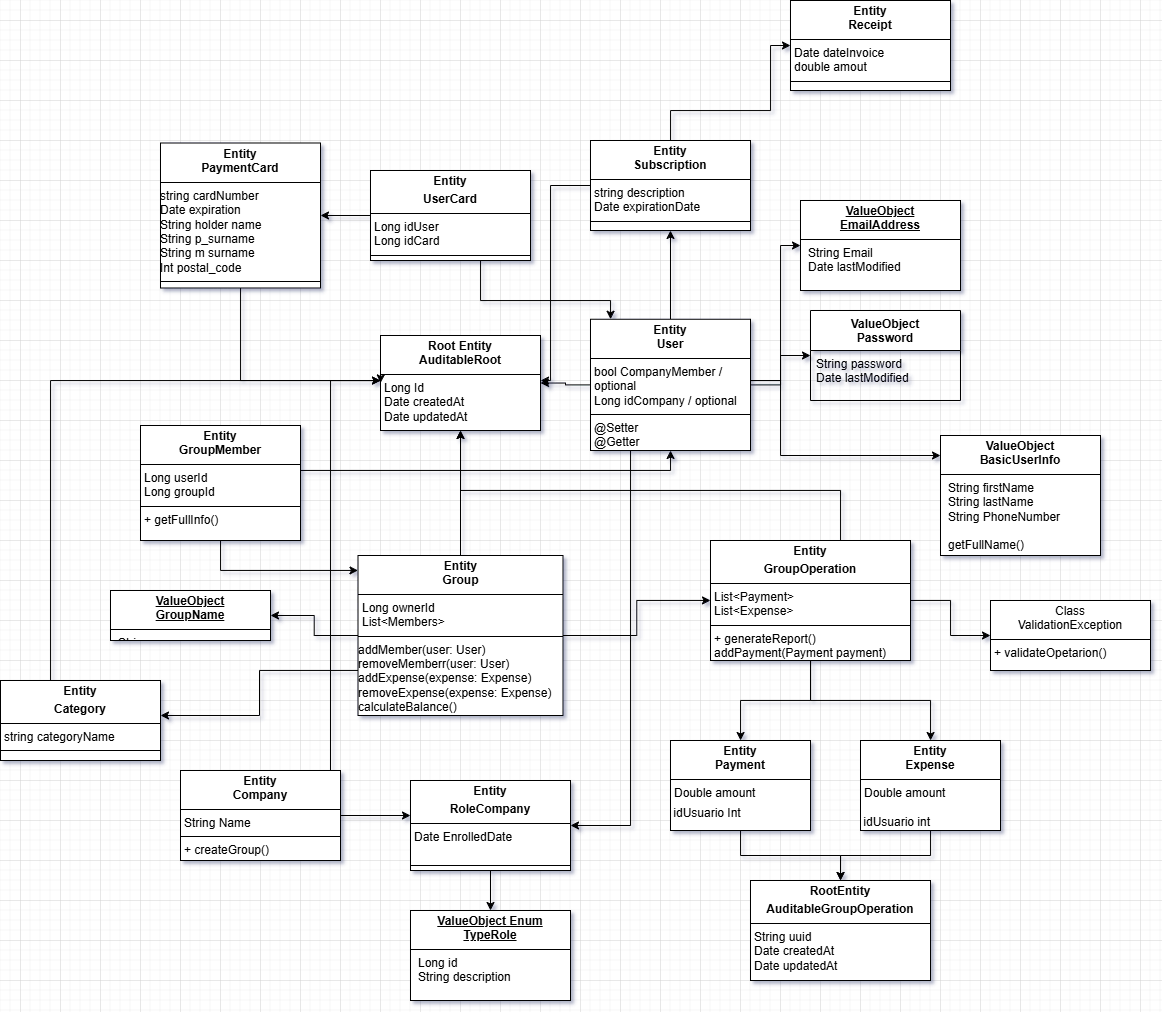 Entity
Receipt
Date dateInvoice
double amout
Entity
Subscription
string description
Date expirationDate
Entity
PaymentCard
string cardNumber
Date expiration
String holder name
String p_surname
String m surname
Int postal_code
Entity
UserCard
Long idUser
Long idCard
ValueObject
EmailAddress
String Email
Date lastModified
ValueObject
Password
String password
Date lastModified
Entity
User
bool CompanyMember /
optional
Long idCompany / optional
@Setter
@Getter
Root Entity
AuditableRoot
Long Id
Date createdAt
Date updatedAt
Entity
GroupMember
Long userId
Long groupId
+ getFullInfo()
ValueObject
BasicUserInfo
String firstName
String lastName
String PhoneNumber
getFullName()
Entity
Group
Long ownerId
List<Members>
addMember(user: User)
removeMemberr(user: User)
addExpense(expense: Expense)
removeExpense(expense: Expense)
calculateBalance()
Entity
GroupOperation
List<Payment>
List<Expense>
+ generateReport()
addPayment(Payment payment)
ValueObject
GroupName
Class
ValidationException
+ validateOpetarion()
Entity
Category
string categoryName
Entity
Company
String Name
+ createGroup()
Entity
RoleCompany
Date EnrolledDate
Entity
Payment
Double amount
idUsuario Int
Entity
Expense
Double amount
idUsuario int
ValueObject Enum
TypeRole
Long id
String description
RootEntity
AuditableGroupOperation
String uuid
Date createdAt
Date updatedAt